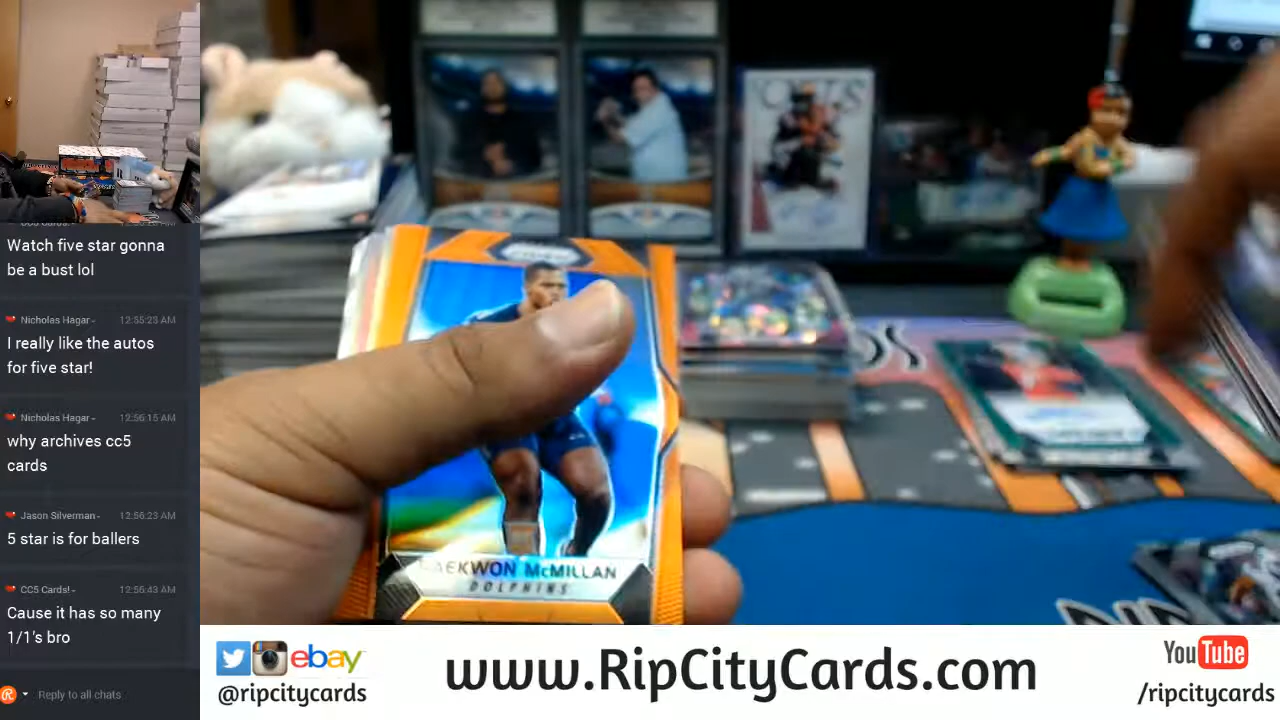 Watch five star gonna
be a bust lol
Nicholas Hagar-
12:55:23 AM
I really like the autos
for five star!
Nicholas Hagar-
12:56:15 AM
why archives cc5
cards
Jason Silverman-
12:56:23 AM
5 star is for ballers
CC5 Cards!-
12:56:43 AM
Cause it has so many
1/1's bro
Reply to all chats
AEKWON McMILLAN
DOLPHINS
ebay
@ripcitycards
www.RipCityCards.com
YouTube
/ripcitycards